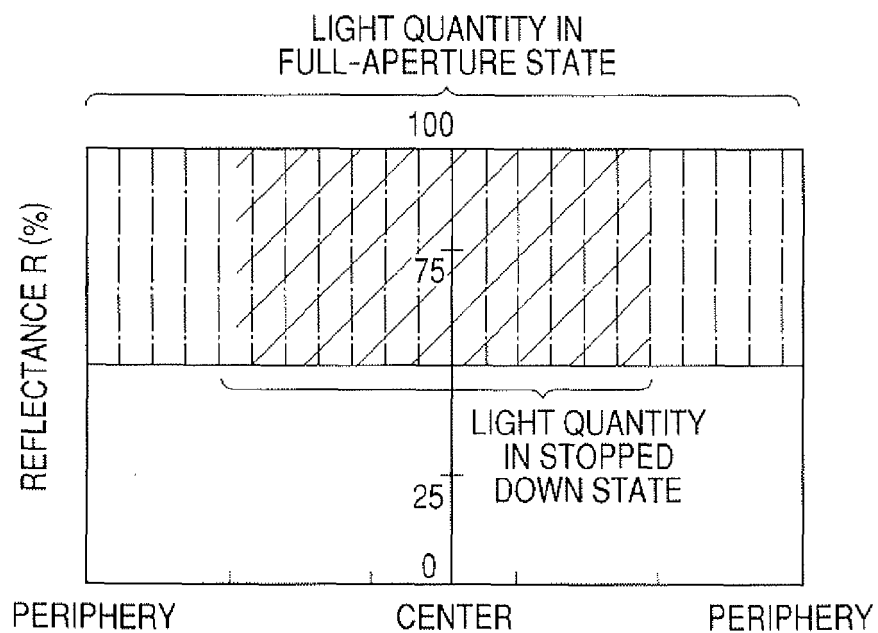 LIGHT QUANTITY IN
FULL-APERTURE STATE
100
REFLECTANCE R (%)
75
LIGHT QUANTITY
IN STOPPED
DOWN STATE
25
0
PERIPHERY CENTER PERIPHERY